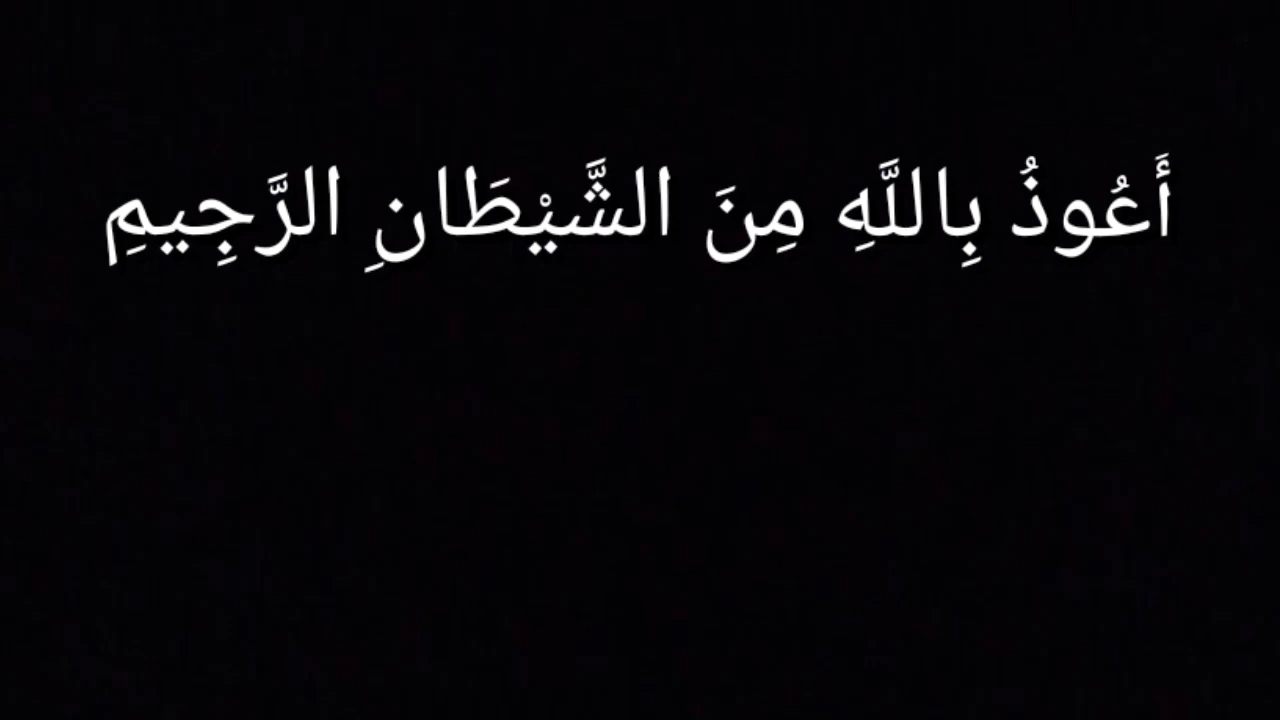 أَعُوذُ بِاللَّهِ مِنَ الشَّيْطَانِ الرَّجِيمِ